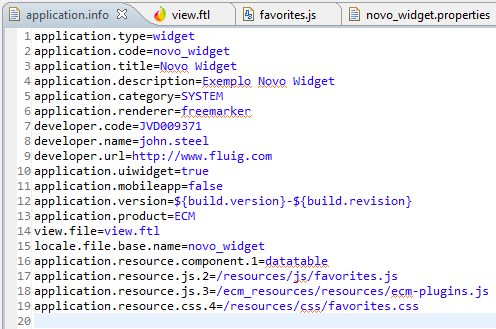 application.info view.ftl favorites.js novo_widget.properties
1 application.type=widget
2 application.code=novo_widget
3 application.title=Novo Widget
4 application.description=Exemplo Novo Widget
5 application.category=SYSTEM
6 application.renderer=freemarker
7 developer.code=JVD009371
8 developer.name=john.steel
9 developer.url=http://www.fluig.com
10 application.uiwidget=true
11 application.mobileapp=false
12 application.version=${build.version}-${build.revision}
13 application.product=ECM
14 view.file=view.ftl
15 locale.file.base.name=novo_widget
16 application.resource.component.1=datatable
17 application.resource.js.2=/resources/js/favorites.js
18 application.resource.js.3=/ecm_resources/resources/ecm-plugins.js
19 application.resource.css.4=/resources/css/favorites.css
20